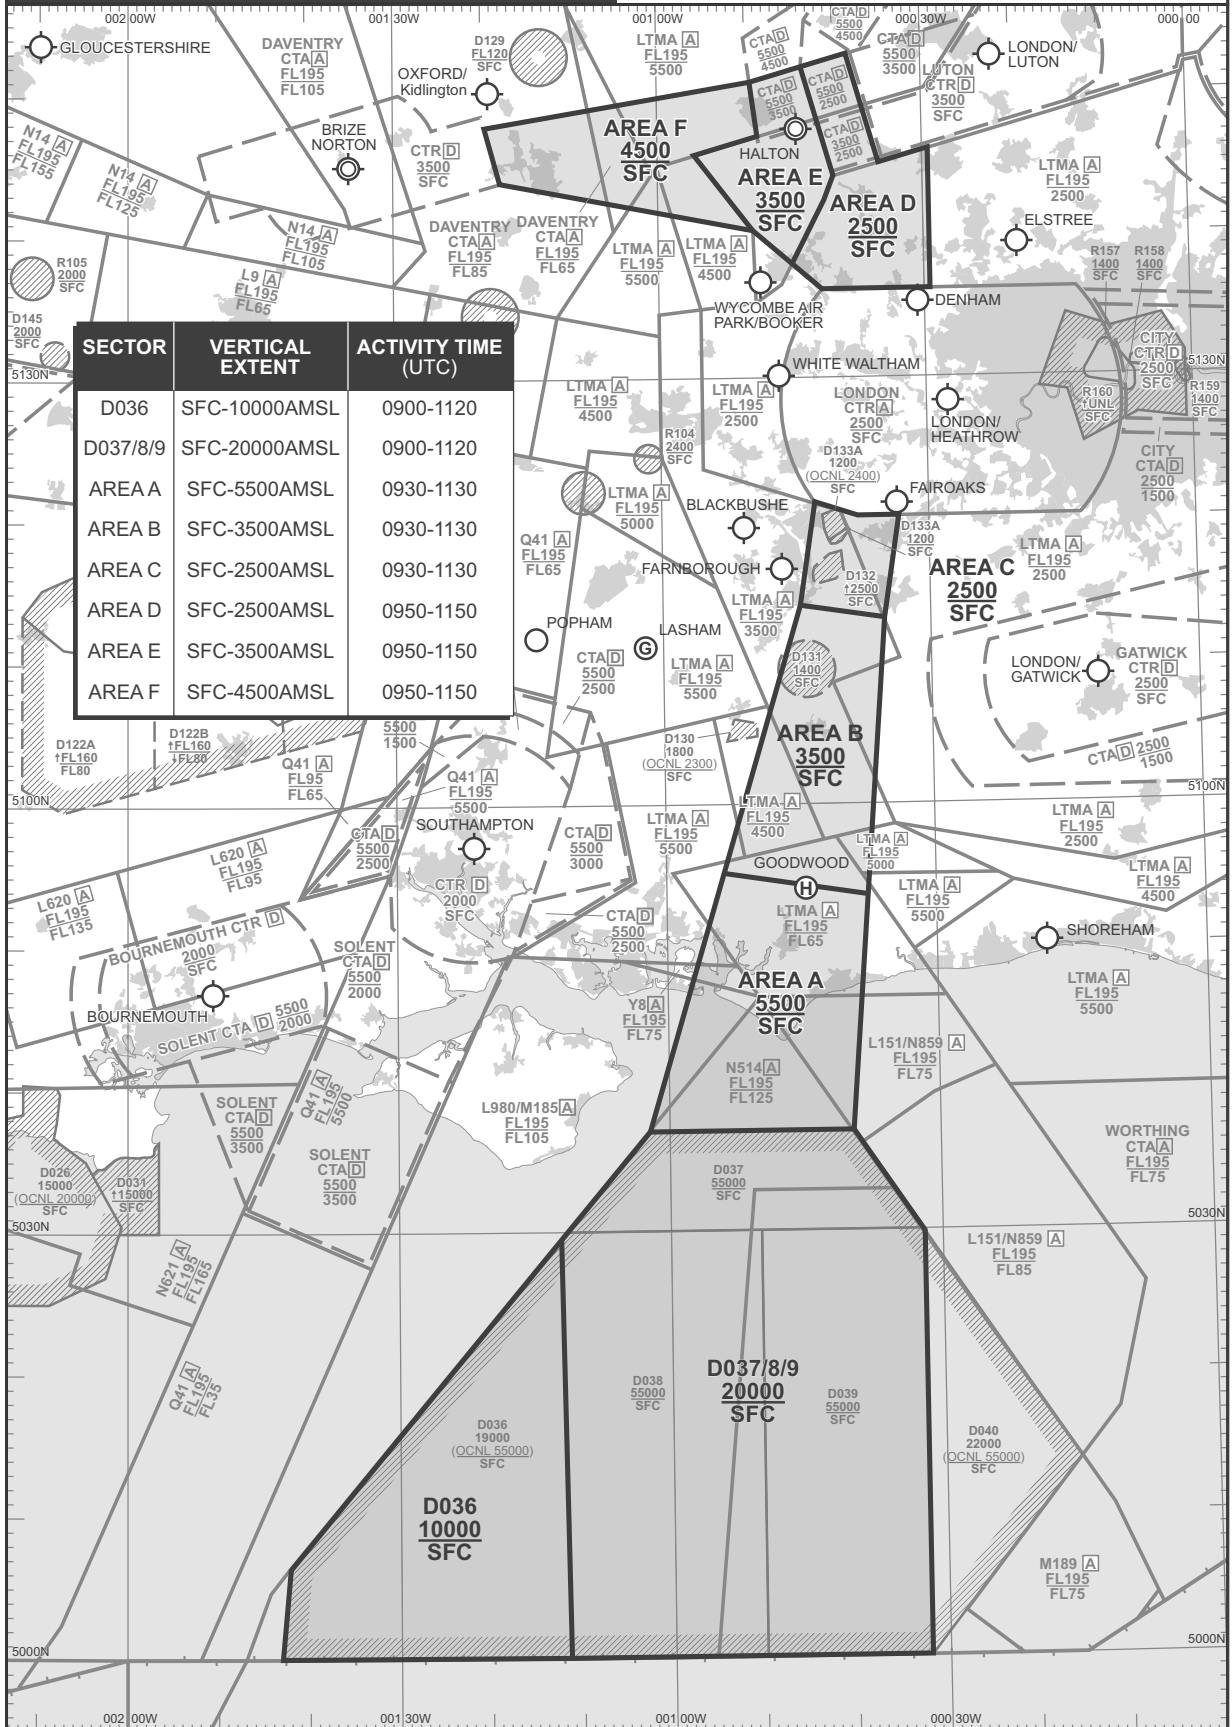 002 00W
001 30W
001 00W
000 30W
000 00
GLOUCESTERSHIRE
DAVENTRY
CTA A
FL195
FL105
D129
FL120
SFC
OXFORD/
Kidlington
LTMA A
FL195
5500
CTA D
5500
4500
CTA D
5500
4500
CTA D
5500
3500
LONDON/
LUTON
LUTON
CTR D
3500
SFC
N14 A
FL195
FL155
N14 A
FL195
FL125
BRIZE
NORTON
CTR D
3500
SFC
AREA F
4500
SFC
CTA D
5500
3500
CTA D
5500
2500
CTA D
3500
2500
HALTON
AREA E
3500
SFC
AREA D
2500
SFC
LTMA A
FL195
2500
ELSTREE
N14 A
FL195
FL105
DAVENTRY
CTA A
FL195
FL85
DAVENTRY
CTA A
FL195
FL65
LTMA A
FL195
5500
LTMA A
FL195
4500
R157
1400
SFC
R158
1400
SFC
R105
2000
SFC
L9 A
FL195
FL65
WYCOMBE AIR
PARK/BOOKER
DENHAM
D145
2000
SFC
5130N
CITY
CTR D
2500
SFC
5130N
SECTOR VERTICAL EXTENT ACTIVITY TIME (UTC)
D036 SFC-10000AMSL 0900-1120
D037/8/9 SFC-20000AMSL 0900-1120
AREA A SFC-5500AMSL 0930-1130
AREA B SFC-3500AMSL 0930-1130
AREA C SFC-2500AMSL 0930-1130
AREA D SFC-2500AMSL 0950-1150
AREA E SFC-3500AMSL 0950-1150
AREA F SFC-4500AMSL 0950-1150
WHITE WALTHAM
LTMA A
FL195
4500
LTMA A
FL195
2500
LONDON
CTR A
2500
SFC
LONDON/
HEATHROW
R160
↑UNL
SFC
R159
1400
SFC
R104
2400
SFC
D133A
1200
(OCNL 2400)
SFC
CITY
CTA D
2500
1500
LTMA A
FL195
5000
BLACKBUSHE
FAIROAKS
D133A
1200
SFC
Q41 A
FL195
FL65
FARNBOROUGH
D132
↑2500
SFC
AREA C
2500
SFC
LTMA A
FL195
2500
LTMA A
FL195
3500
POPHAM
G
LASHAM
CTA D
5500
2500
LTMA A
FL195
5500
D131
1400
SFC
LONDON/
GATWICK
GATWICK
CTR D
2500
SFC
D122A
↑FL160
FL80
D122B
↑FL160
↓FL80
5500
1500
D130
1800
(OCNL 2300)
SFC
AREA B
3500
SFC
CTA D 2500
1500
Q41 A
FL95
FL65
Q41 A
FL195
5500
5100N
5100N
CTA D
5500
2500
SOUTHAMPTON
CTA D
5500
3000
LTMA A
FL195
5500
LTMA A
FL195
4500
LTMA A
FL195
5000
LTMA A
FL195
2500
L620 A
FL195
FL95
GOODWOOD
H
LTMA A
FL195
4500
L620 A
FL195
FL135
CTR D
2000
SFC
CTA D
5500
2500
LTMA A
FL195
FL65
LTMA A
FL195
5500
SHOREHAM
BOURNEMOUTH CTR D
2000
SFC
SOLENT
CTA D
5500
2000
AREA A
5500
SFC
LTMA A
FL195
5500
BOURNEMOUTH
SOLENT CTA D 5500
2000
Y8 A
FL195
FL75
L151/N859 A
FL195
FL75
N514 A
FL195
FL125
SOLENT
CTA D
5500
3500
Q41 A
FL195
5500
L980/M185 A
FL195
FL105
WORTHING
CTA A
FL195
FL75
SOLENT
CTA D
5500
3500
D026
15000
(OCNL 20000)
SFC
D031
↑15000
SFC
D037
55000
SFC
5030N
5030N
N621 A
FL195
FL165
L151/N859 A
FL195
FL85
Q41 A
FL195
FL35
D038
55000
SFC
D037/8/9
20000
SFC
D039
55000
SFC
D036
19000
(OCNL 55000)
SFC
D040
22000
(OCNL 55000)
SFC
D036
10000
SFC
M189 A
FL195
FL75
5000N
5000N
002 00W
001 30W
001 00W
000 30W